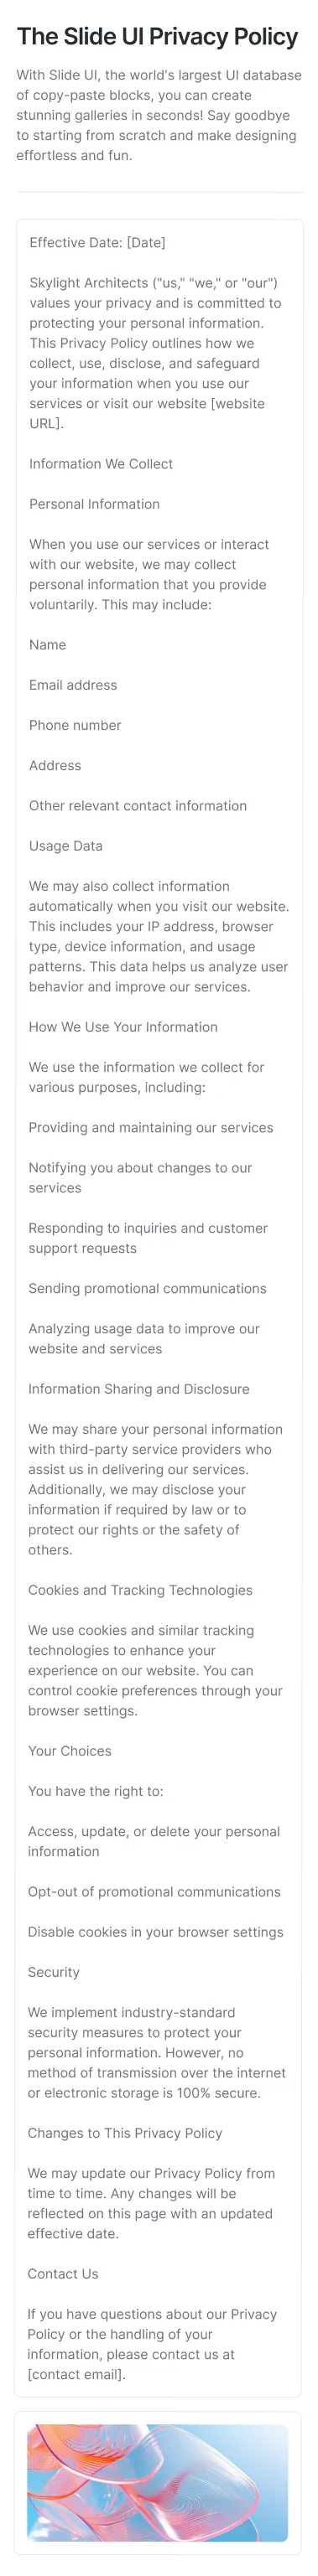 The Slide UI Privacy Policy
With Slide UI, the world's largest UI database
of copy-paste blocks, you can create
stunning galleries in seconds! Say goodbye
to starting from scratch and make designing
effortless and fun.
Effective Date: [Date]
Skylight Architects ("us," "we," or "our")
values your privacy and is committed to
protecting your personal information.
This Privacy Policy outlines how we
collect, use, disclose, and safeguard
your information when you use our
services or visit our website [website
URL].
Information We Collect
Personal Information
When you use our services or interact
with our website, we may collect
personal information that you provide
voluntarily. This may include:
Name
Email address
Phone number
Address
Other relevant contact information
Usage Data
We may also collect information
automatically when you visit our website.
This includes your IP address, browser
type, device information, and usage
patterns. This data helps us analyze user
behavior and improve our services.
How We Use Your Information
We use the information we collect for
various purposes, including:
Providing and maintaining our services
Notifying you about changes to our
services
Responding to inquiries and customer
support requests
Sending promotional communications
Analyzing usage data to improve our
website and services
Information Sharing and Disclosure
We may share your personal information
with third-party service providers who
assist us in delivering our services.
Additionally, we may disclose your
information if required by law or to
protect our rights or the safety of
others.
Cookies and Tracking Technologies
We use cookies and similar tracking
technologies to enhance your
experience on our website. You can
control cookie preferences through your
browser settings.
Your Choices
You have the right to:
Access, update, or delete your personal
information
Opt-out of promotional communications
Disable cookies in your browser settings
Security
We implement industry-standard
security measures to protect your
personal information. However, no
method of transmission over the internet
or electronic storage is 100% secure.
Changes to This Privacy Policy
We may update our Privacy Policy from
time to time. Any changes will be
reflected on this page with an updated
effective date.
Contact Us
If you have questions about our Privacy
Policy or the handling of your
information, please contact us at
[contact email].